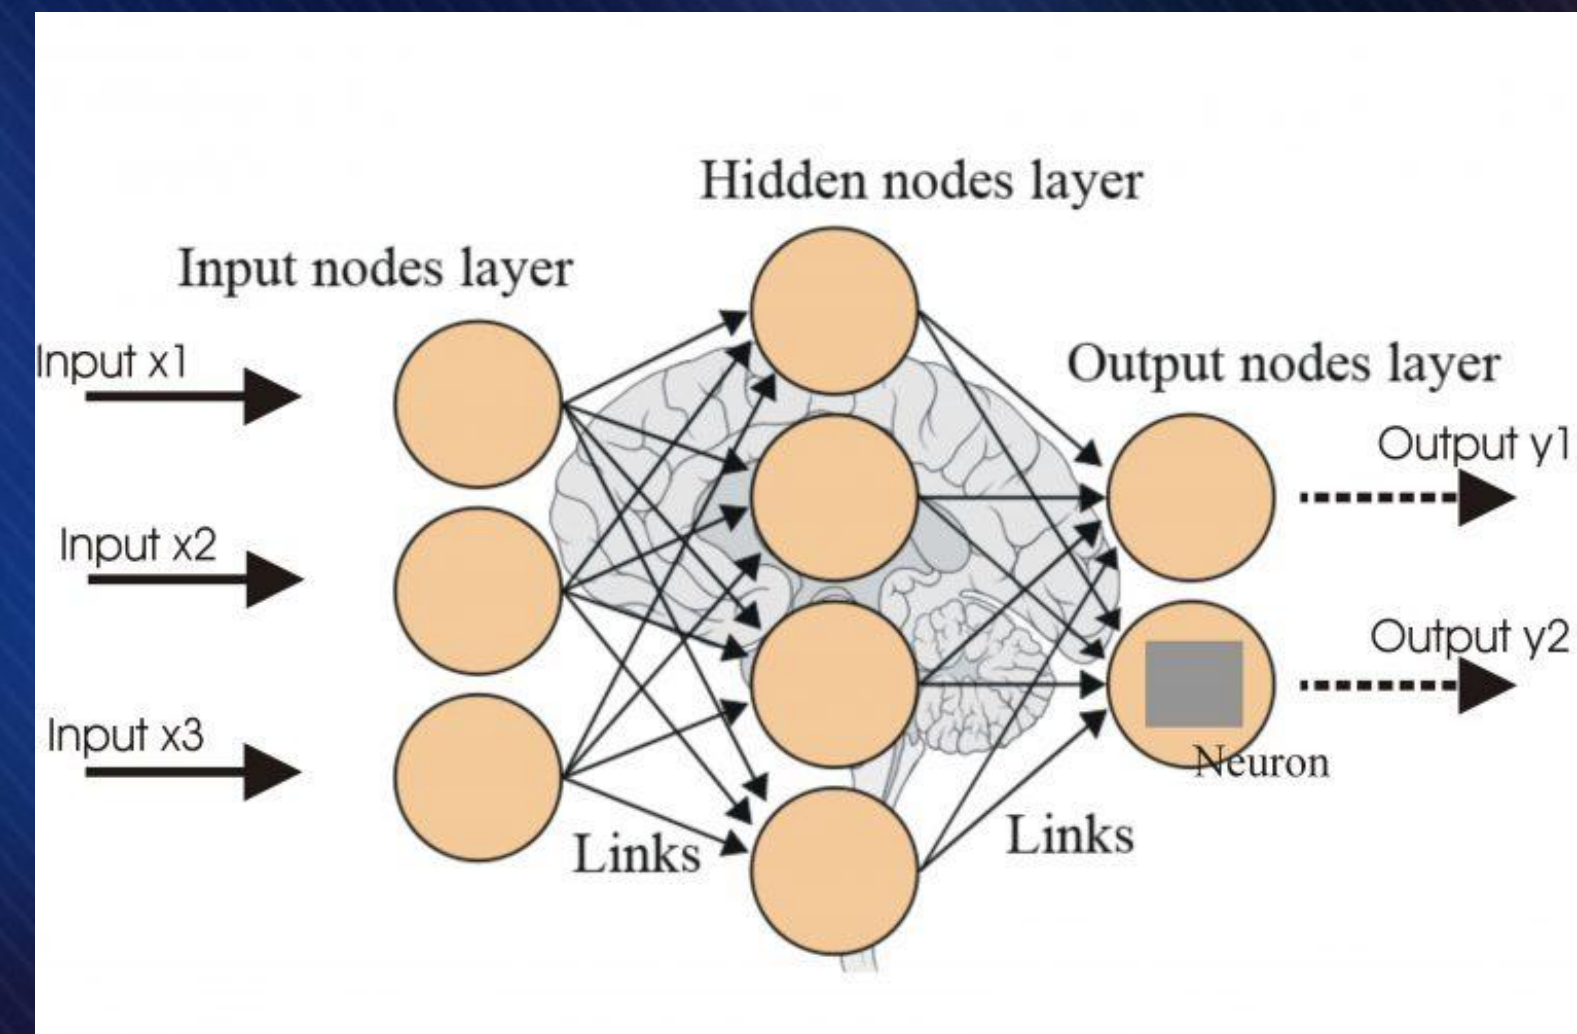 Hidden nodes layer
Input nodes layer
Output nodes layer
Input x1
Input x2
Input x3
Output y1
Output y2
Neuron
Links
Links